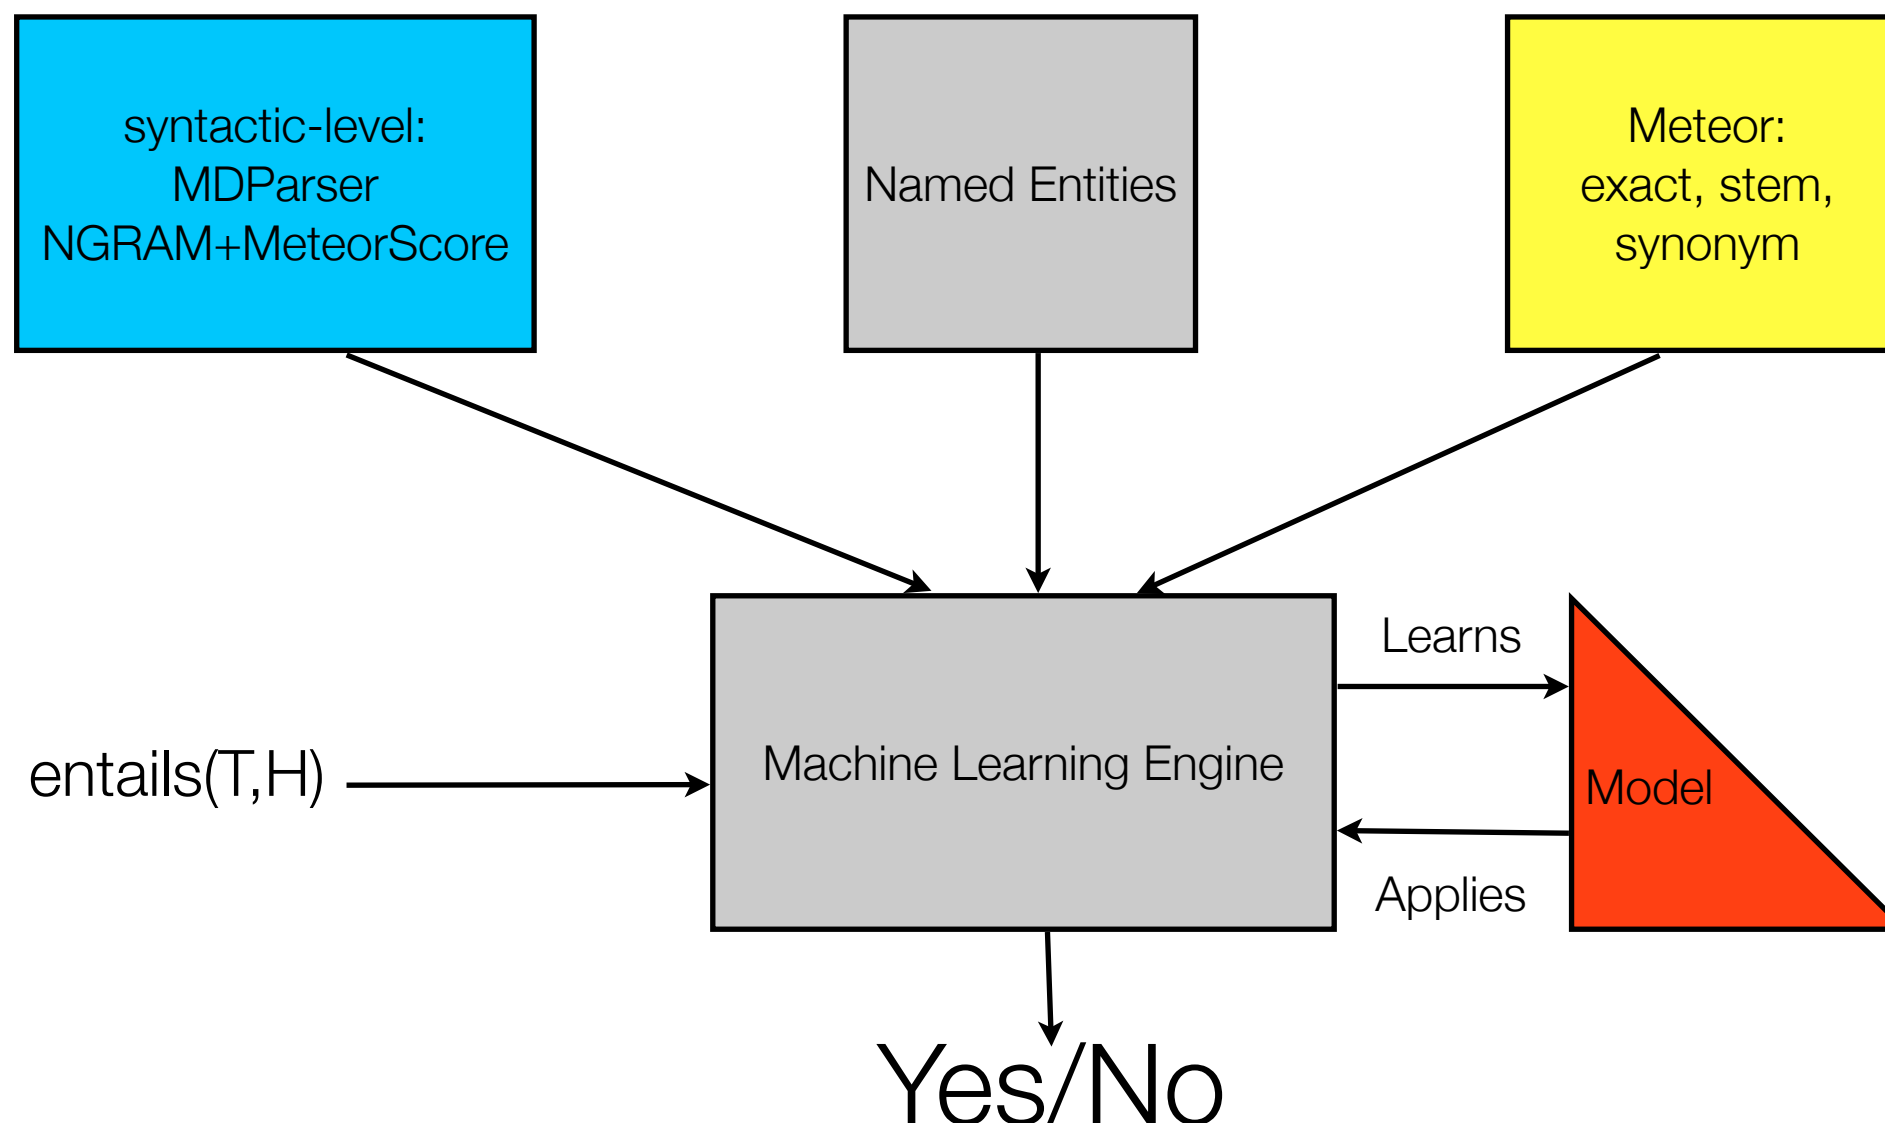 syntactic-level:
MDParser
NGRAM+MeteorScore
Named Entities
Meteor:
exact, stem,
synonym
Learns
entails(T,H)
Machine Learning Engine
Model
Applies
Yes/No